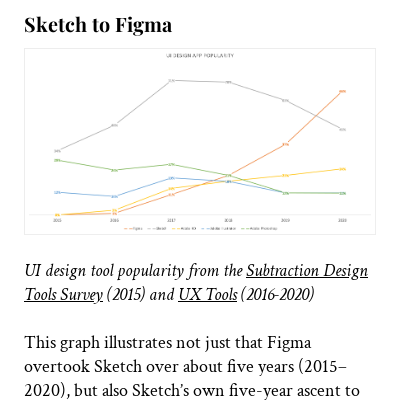 Sketch to Figma
UI DESIGN APP POPULARITY
2015 2016 2017 2018 2019 2020
UI design tool popularity from the Subtraction Design
Tools Survey (2015) and UX Tools (2016-2020)
This graph illustrates not just that Figma
overtook Sketch over about five years (2015–
2020), but also Sketch’s own five-year ascent to